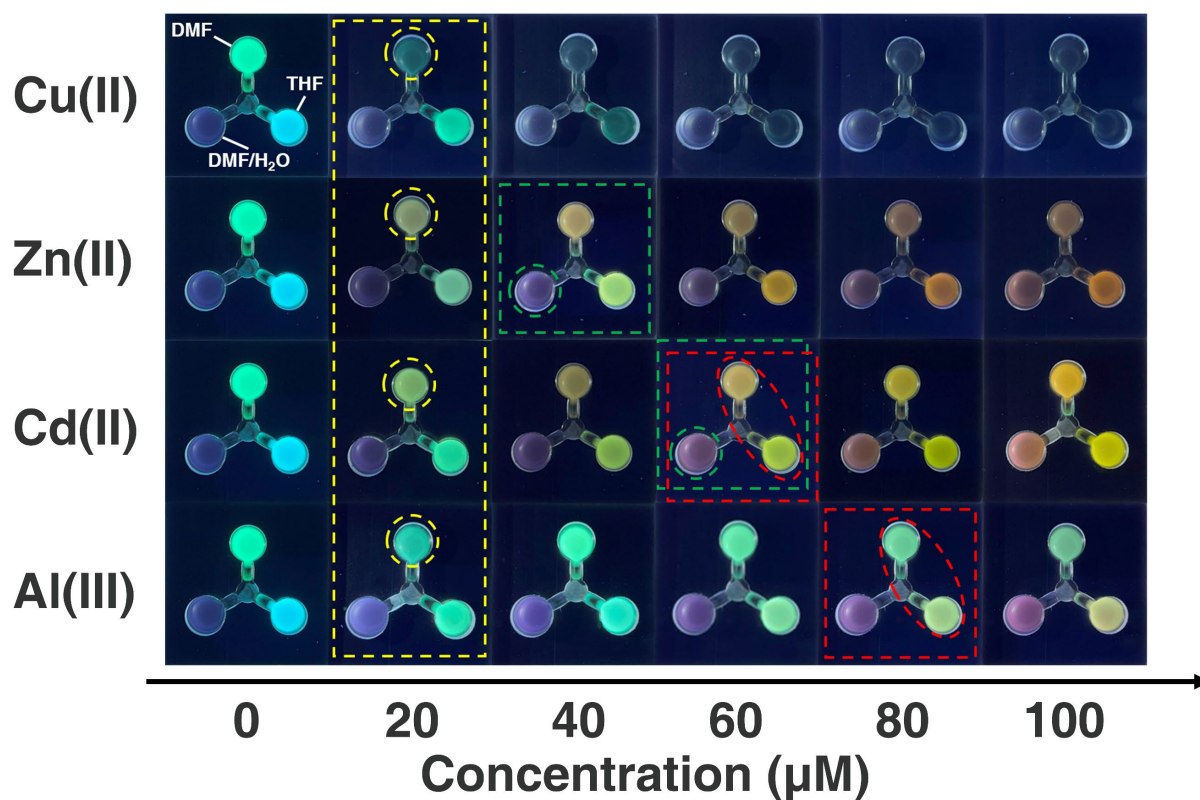 DMF
THF
DMF/H₂O
Cu(II)
Zn(II)
Cd(II)
Al(III)
0 20 40 60 80 100
Concentration (μM)